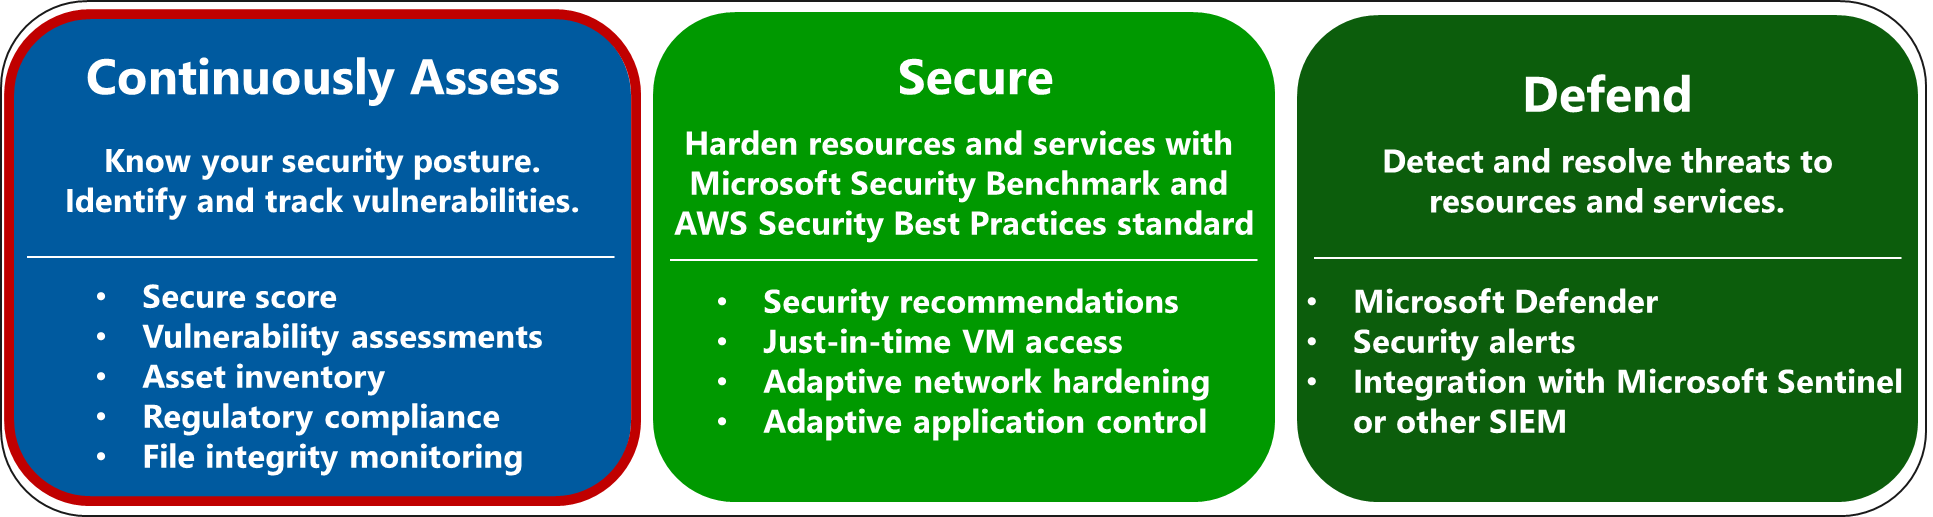 Continuously Assess
Know your security posture.
Identify and track vulnerabilities.
• Secure score
• Vulnerability assessments
• Asset inventory
• Regulatory compliance
• File integrity monitoring
Secure
Harden resources and services with
Microsoft Security Benchmark and
AWS Security Best Practices standard
• Security recommendations
• Just-in-time VM access
• Adaptive network hardening
• Adaptive application control
Defend
Detect and resolve threats to
resources and services.
• Microsoft Defender
• Security alerts
• Integration with Microsoft Sentinel
or other SIEM